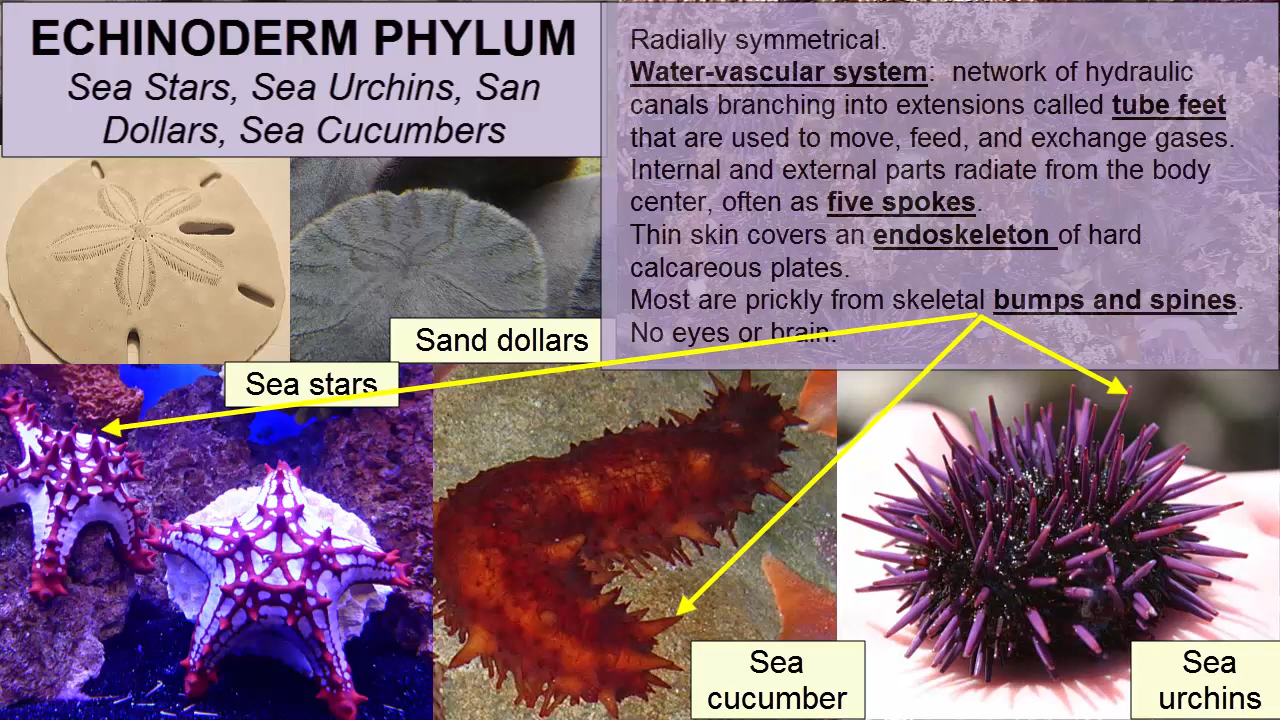 ECHINODERM PHYLUM
Sea Stars, Sea Urchins, San
Dollars, Sea Cucumbers
Radially symmetrical.
Water-vascular system:  network of hydraulic
canals branching into extensions called tube feet
that are used to move, feed, and exchange gases.
Internal and external parts radiate from the body
center, often as five spokes.
Thin skin covers an endoskeleton of hard
calcareous plates.
Most are prickly from skeletal bumps and spines.
No eyes or brain.
Sand dollars
Sea stars
Sea
cucumber
Sea
urchins